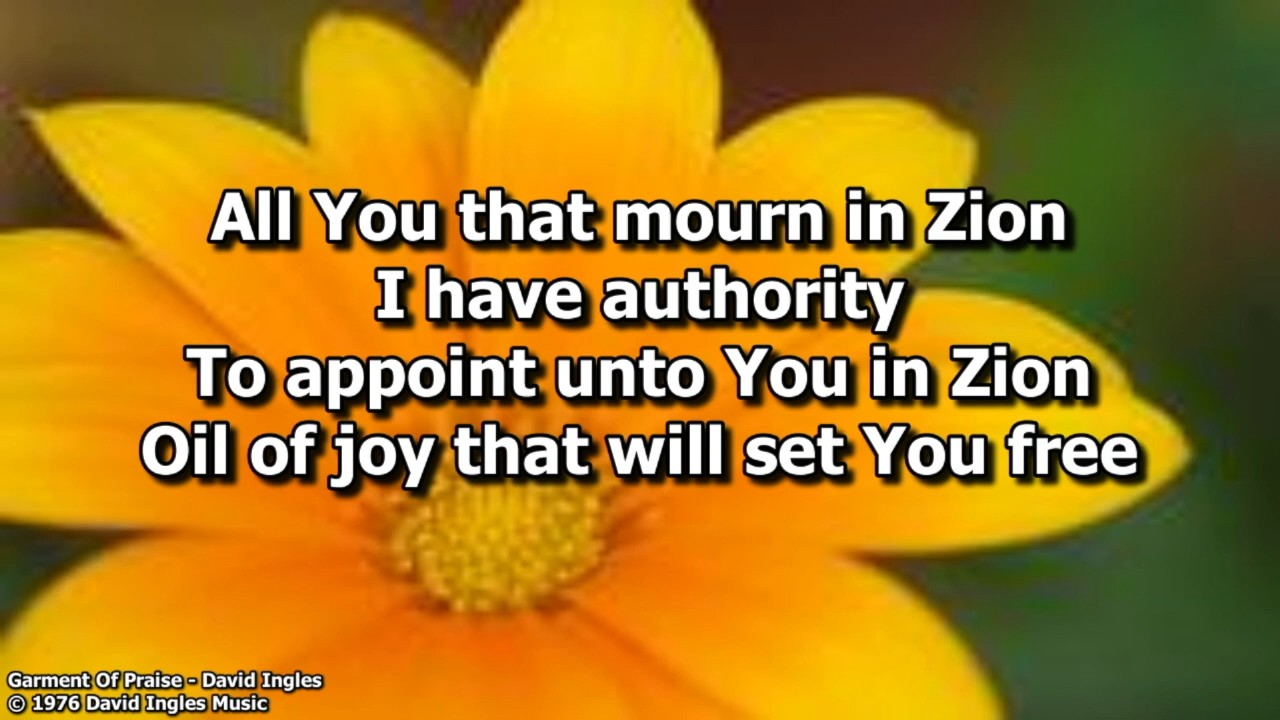 All You that mourn in Zion
I have authority
To appoint unto You in Zion
Oil of joy that will set You free
Garment Of Praise - David Ingles
© 1976 David Ingles Music